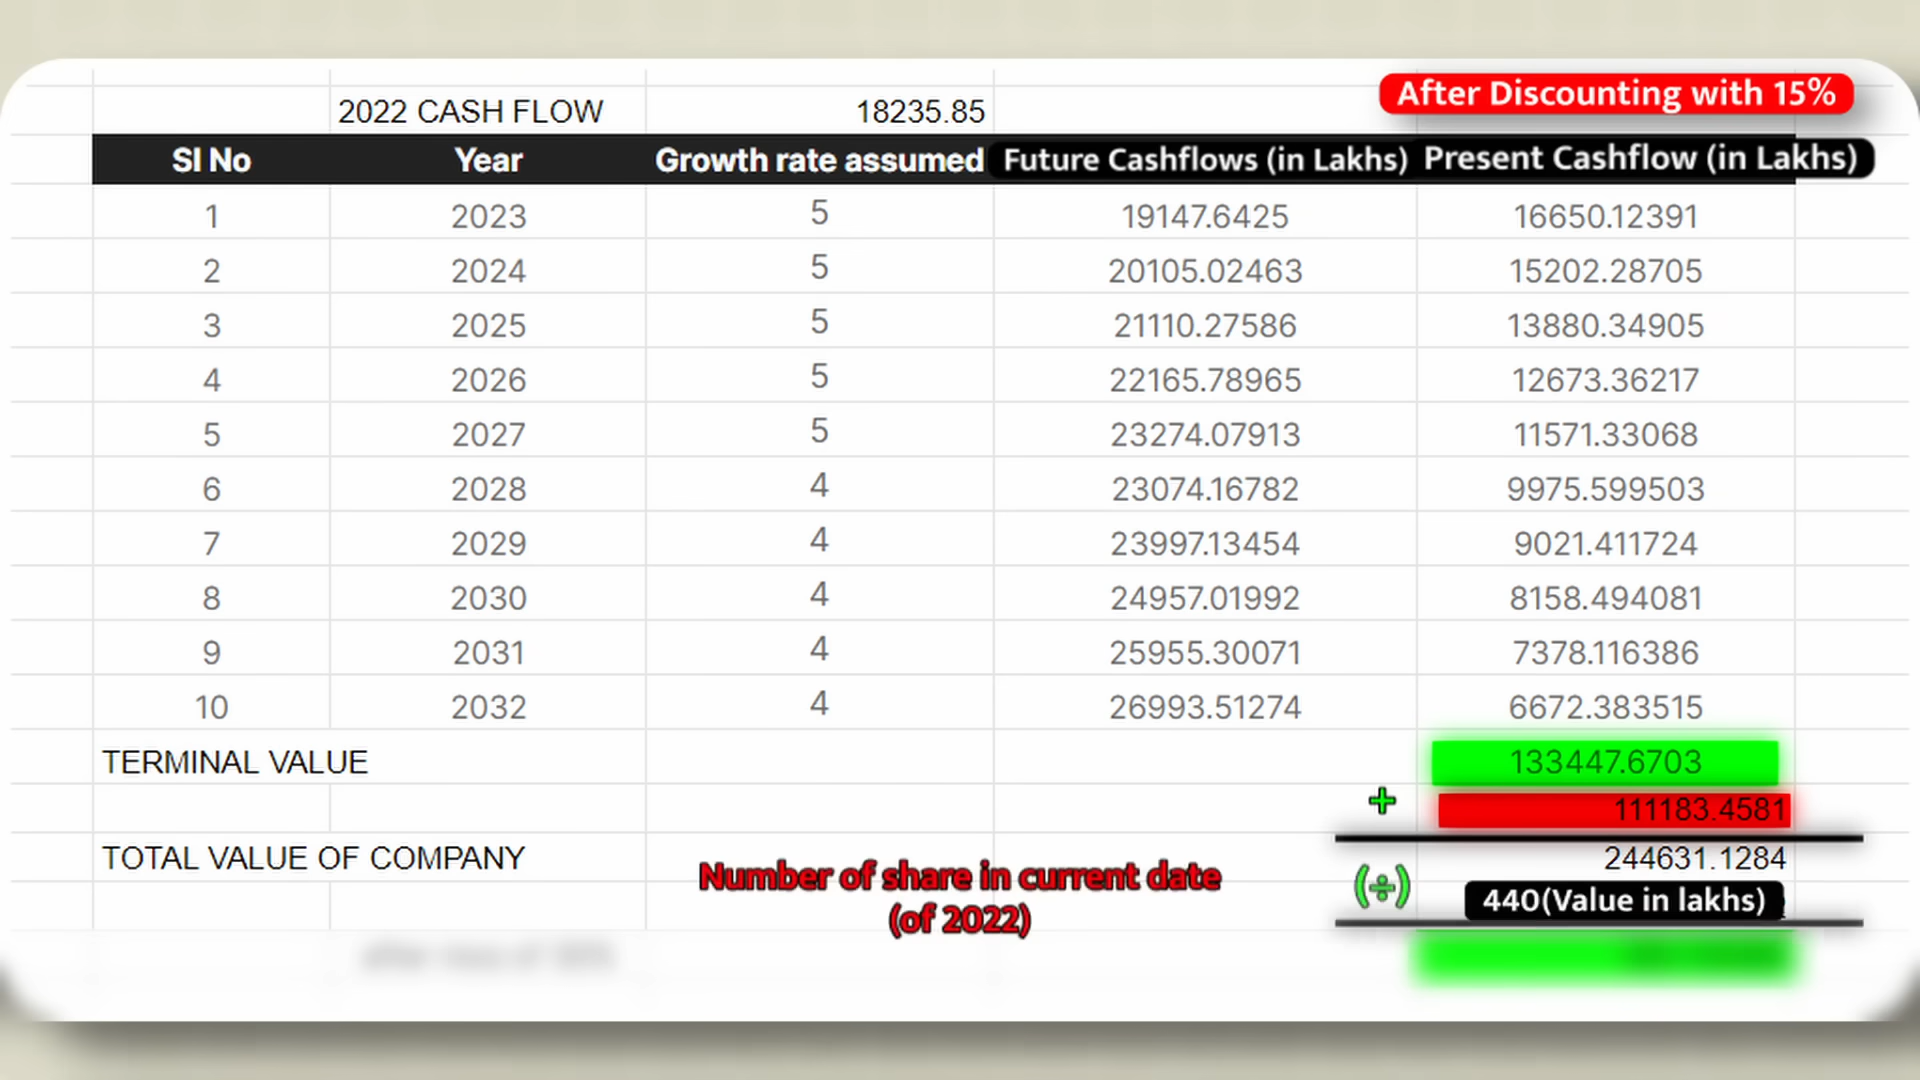 After Discounting with 15%
2022 CASH FLOW 18235.85
Sl No Year Growth rate assumed Future Cashflows (in Lakhs) Present Cashflow (in Lakhs)
1 2023 5 19147.6425 16650.12391
2 2024 5 20105.02463 15202.28705
3 2025 5 21110.27586 13880.34905
4 2026 5 22165.78965 12673.36217
5 2027 5 23274.07913 11571.33068
6 2028 4 23074.16782 9975.599503
7 2029 4 23997.13454 9021.411724
8 2030 4 24957.01992 8158.494081
9 2031 4 25955.30071 7378.116386
10 2032 4 26993.51274 6672.383515
TERMINAL VALUE 133447.6703
+ 111183.4581
TOTAL VALUE OF COMPANY 244631.1284
Number of share in current date
(of 2022)
(÷) 440(Value in lakhs)